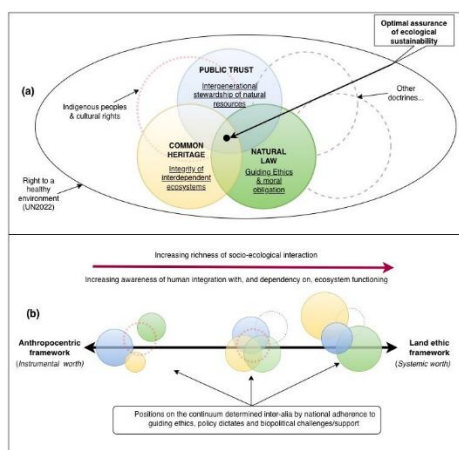 Optimal assurance
of ecological
sustainability
(a)
PUBLIC TRUST
Intergenerational
stewardship of natural
resources
Indigenous peoples
& cultural rights
Other
doctrines...
COMMON
HERITAGE
Integrity of
interdependent
ecosystems
NATURAL
LAW
Guiding Ethics
& moral
obligation
Right to a
healthy
environment
(UN2022)
Increasing richness of socio-ecological interaction
Increasing awareness of human integration with, and dependency on, ecosystem functioning
(b)
Anthropocentric
framework
(Instrumental worth)
Land ethic
framework
(Systemic worth)
Positions on the continuum determined inter-alia by national adherence to
guiding ethics, policy dictates and biopolitical challenges/support